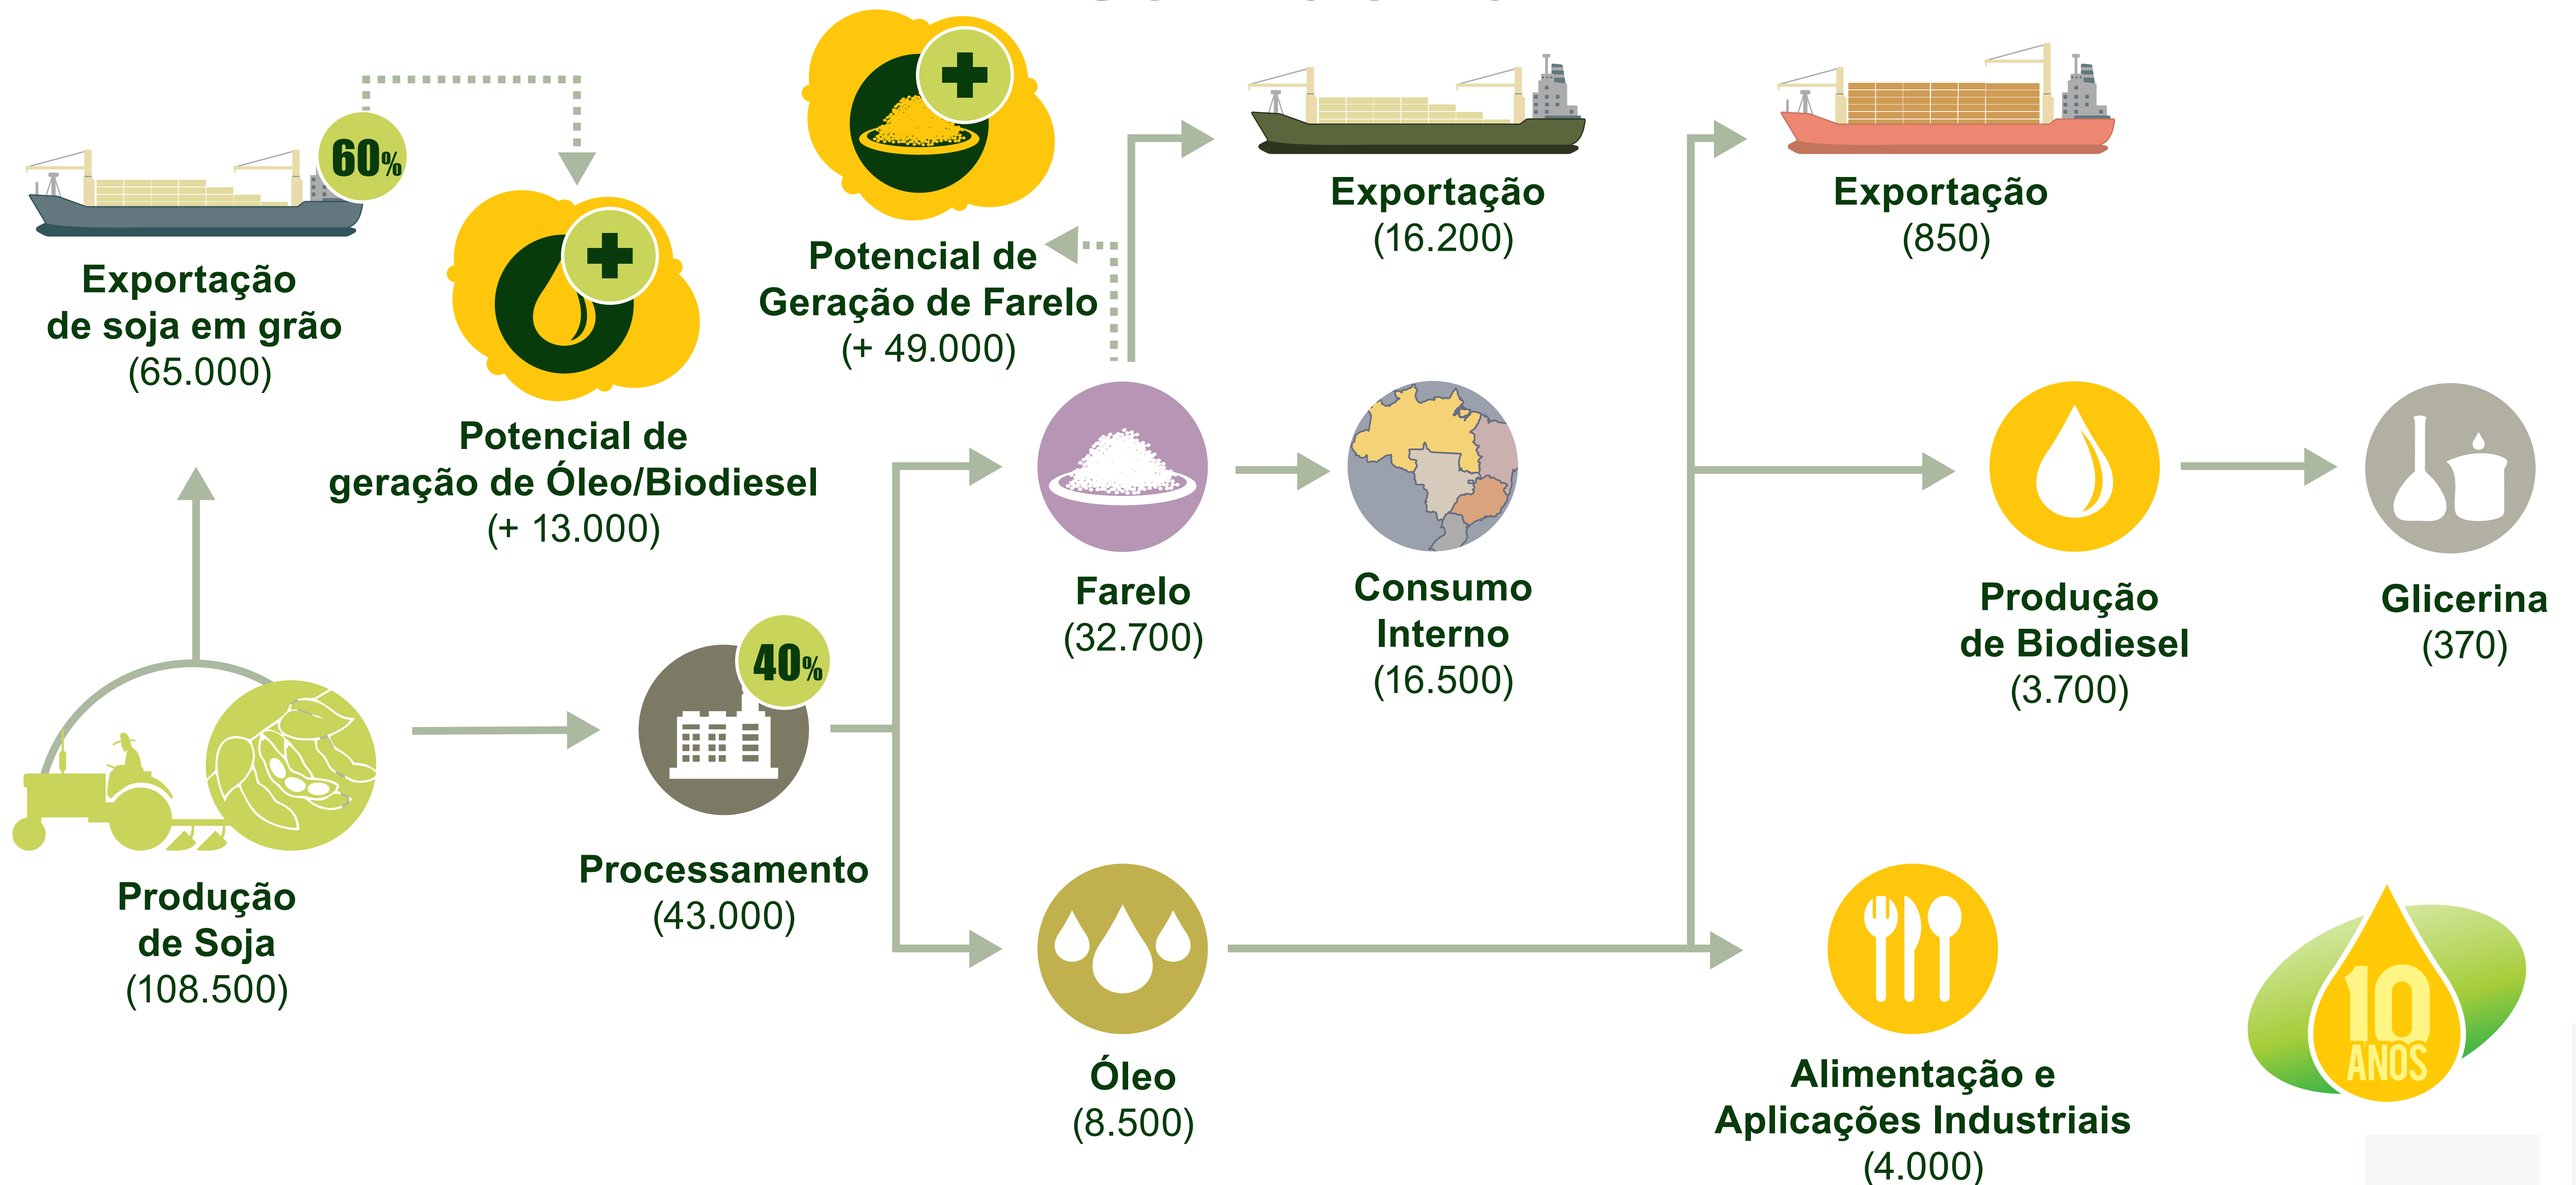 60%
Exportação
de soja em grão
(65.000)
Potencial de
geração de Óleo/Biodiesel
(+ 13.000)
Potencial de
Geração de Farelo
(+ 49.000)
Exportação
(16.200)
Exportação
(850)
Farelo
(32.700)
Consumo
Interno
(16.500)
Produção
de Biodiesel
(3.700)
Glicerina
(370)
Produção
de Soja
(108.500)
40%
Processamento
(43.000)
Óleo
(8.500)
Alimentação e
Aplicações Industriais
(4.000)
10
ANOS